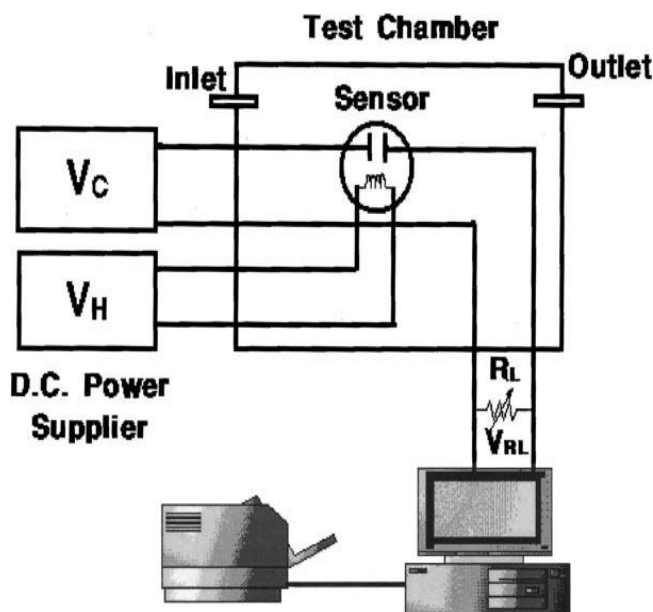 Test Chamber
Inlet
Outlet
Sensor
VC
VH
D.C. Power
Supplier
RL
VRL